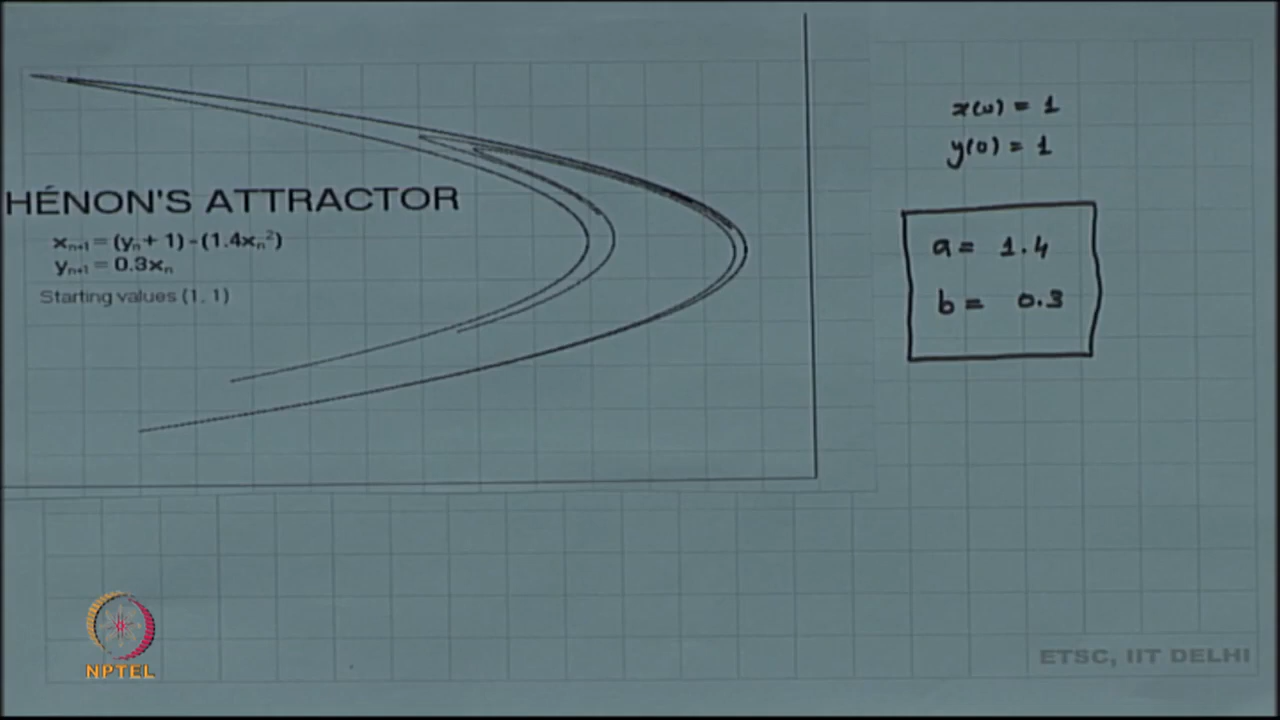 HÉNON'S ATTRACTOR
xₙ₊₁ = (yₙ + 1) - (1.4xₙ²)
yₙ₊₁ = 0.3xₙ
Starting values (1, 1)
x(0) = 1
y(0) = 1
a = 1.4
b = 0.3
NPTEL
ETSC, IIT DELHI